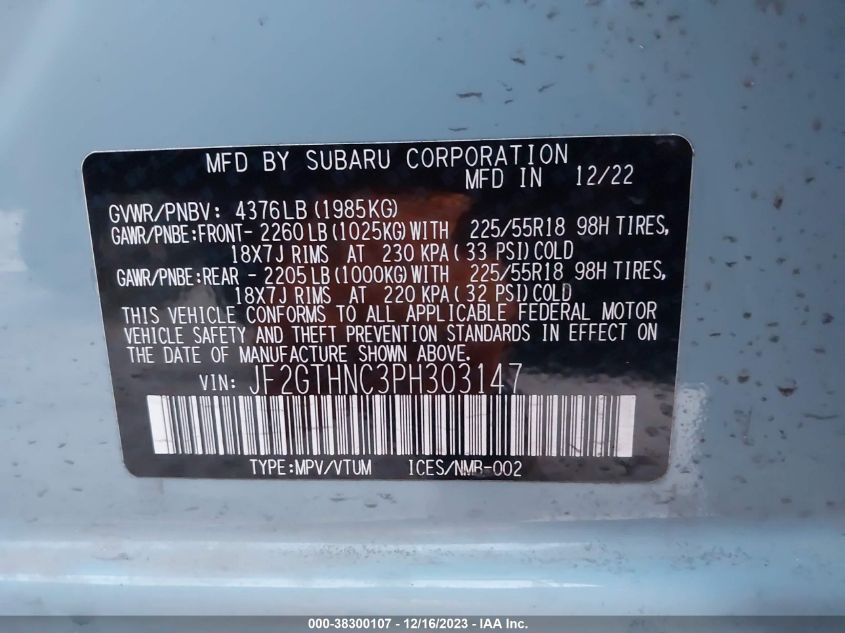 MFD BY SUBARU CORPORATION
MFD IN 12/22
GVWR/PNBV: 4376LB(1985KG)
GAWR/PNBE:FRONT- 2260LB(1025KG)WITH 225/55R18 98H TIRES,
18X7J RIMS AT 230 KPA(33 PSI)COLD
GAWR/PNBE:REAR - 2205LB(1000KG)WITH 225/55R18 98H TIRES,
18X7J RIMS AT 220 KPA(32 PSI)COLD
THIS VEHICLE CONFORMS TO ALL APPLICABLE FEDERAL MOTOR
VEHICLE SAFETY AND THEFT PREVENTION STANDARDS IN EFFECT ON
THE DATE OF MANUFACTURE SHOWN ABOVE.
VIN: JF2GTHNC3PH303147
TYPE:MPV/VTUM ICES/NMB-002
000-38300107 - 12/16/2023 - IAA Inc.